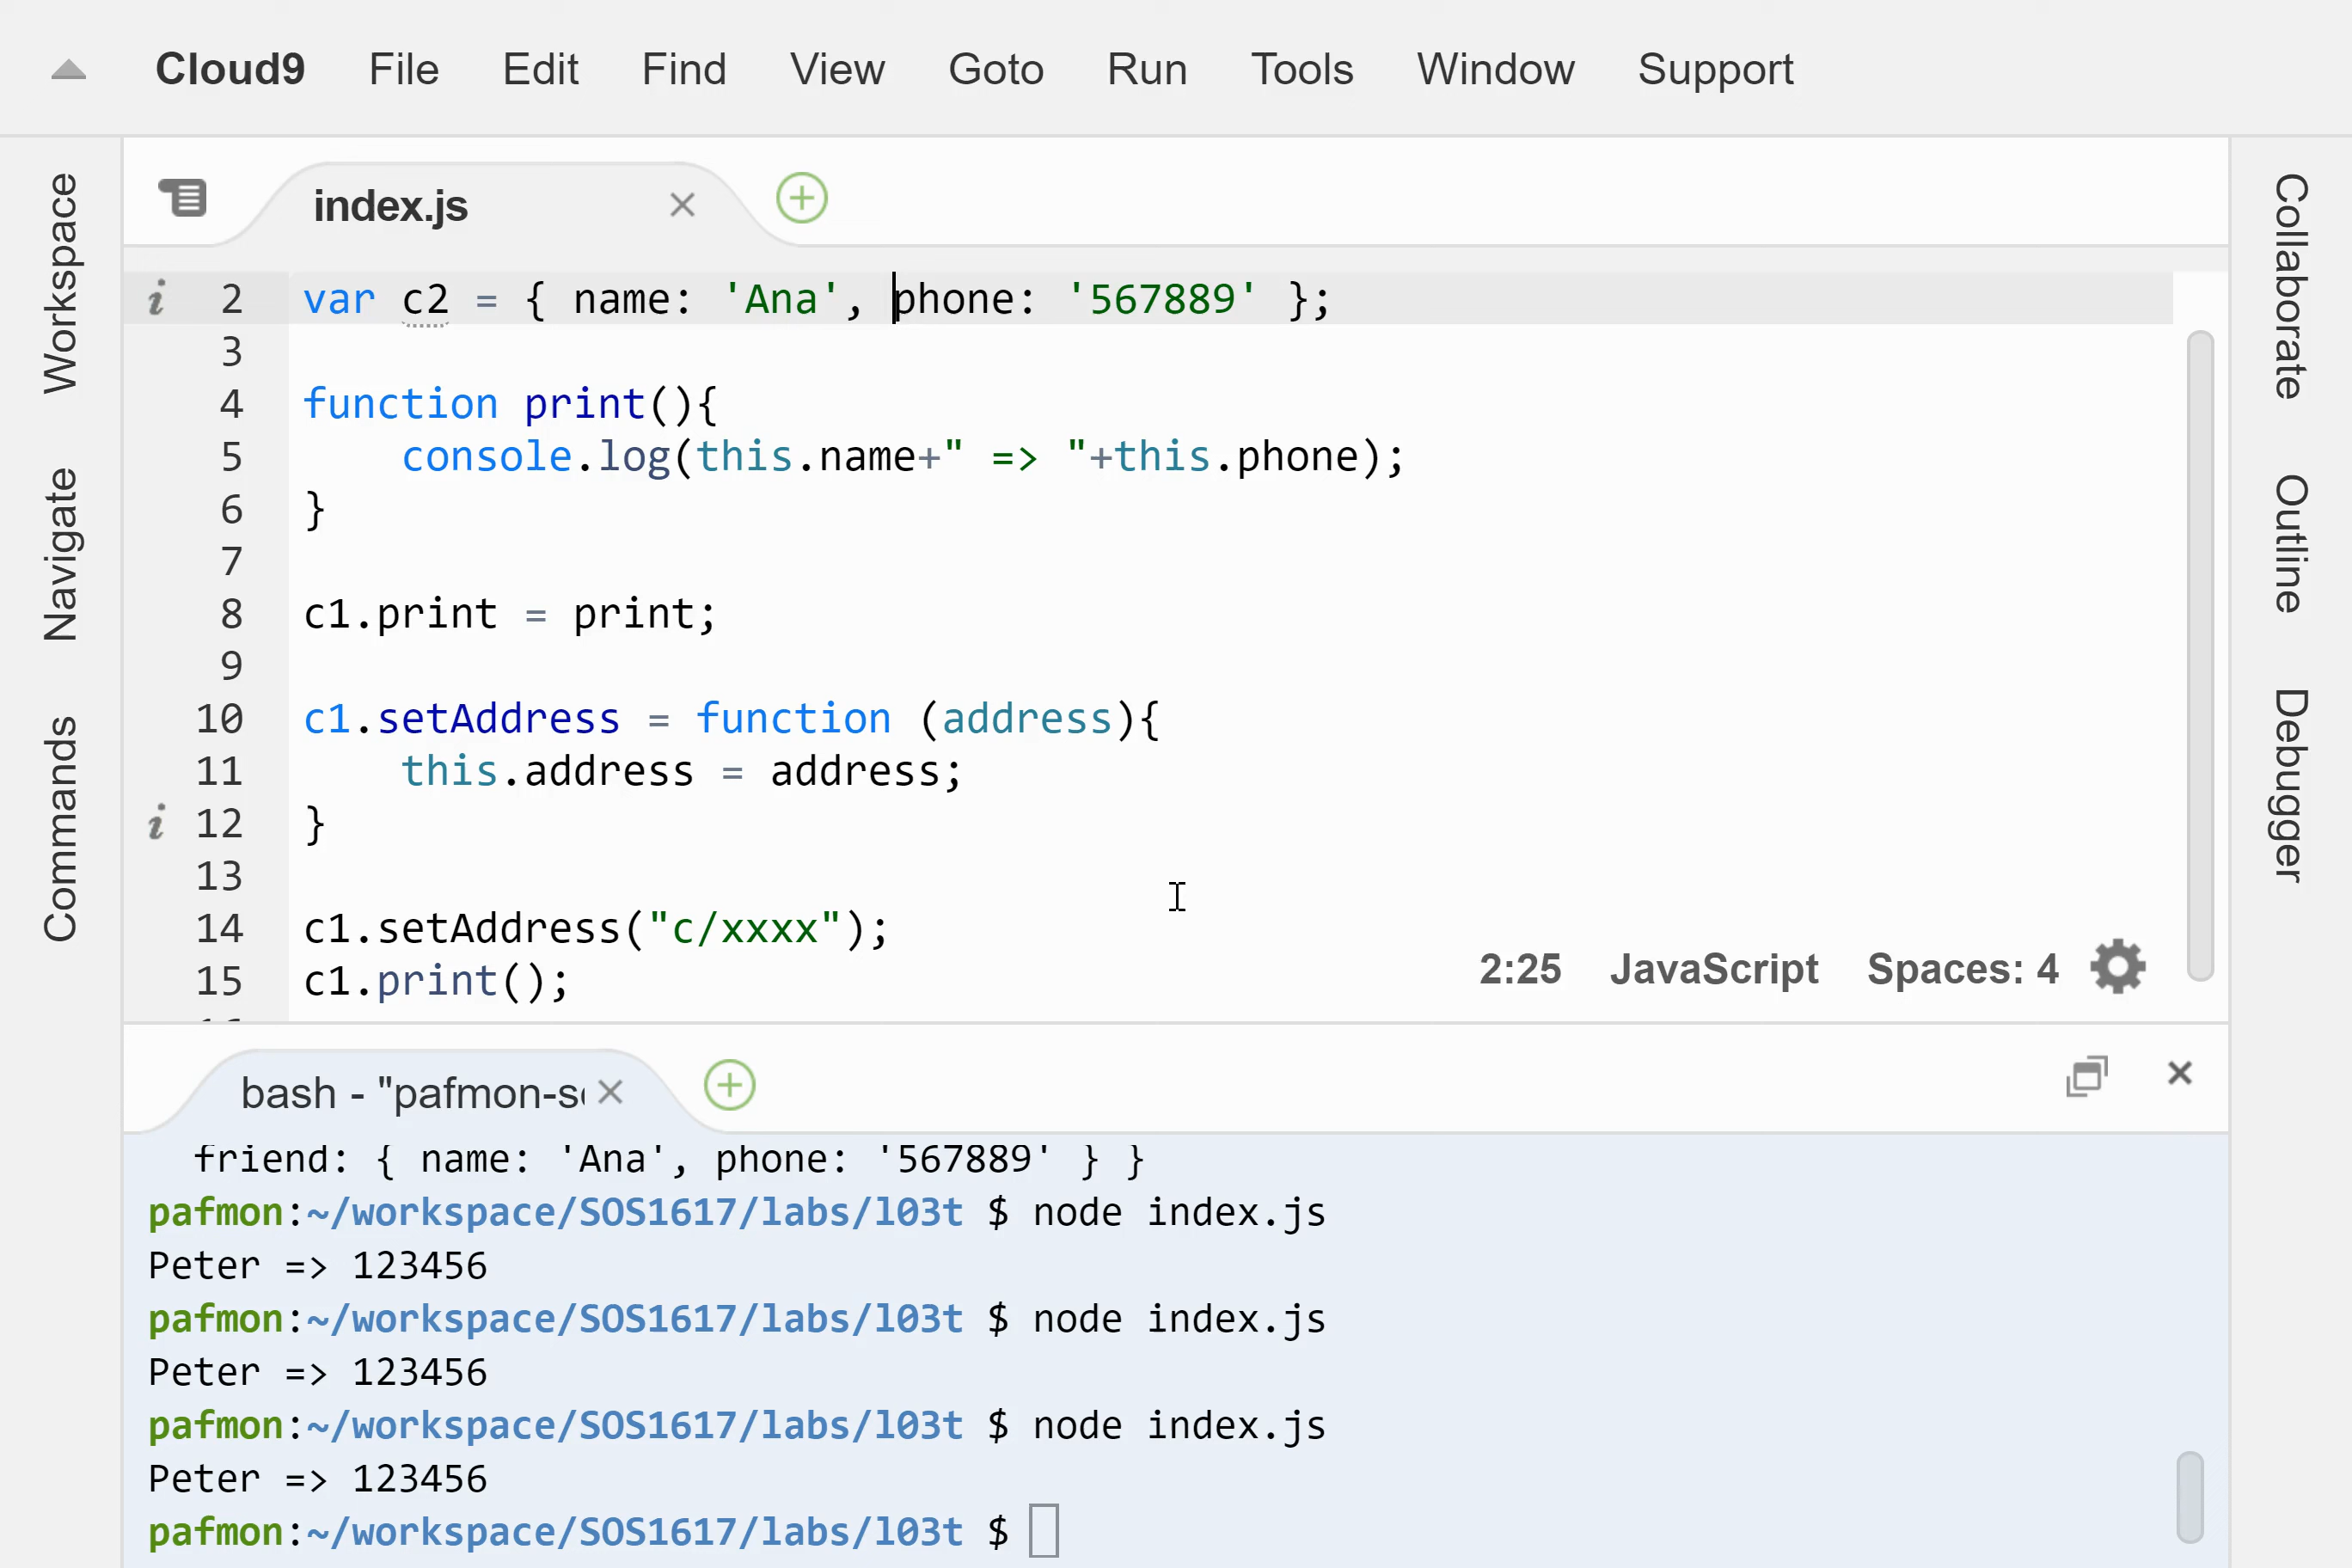 Cloud9 File Edit Find View Goto Run Tools Window Support
Workspace
Navigate
Commands
index.js
2 var c2 = { name: 'Ana', phone: '567889' };
3
4 function print(){
5     console.log(this.name+" => "+this.phone);
6 }
7
8 c1.print = print;
9
10 c1.setAddress = function (address){
11     this.address = address;
12 }
13
14 c1.setAddress("c/xxxx");
15 c1.print();
2:25 JavaScript Spaces: 4
Collaborate
Outline
Debugger
bash - "pafmon-s
friend: { name: 'Ana', phone: '567889' } }
pafmon:~/workspace/SOS1617/labs/l03t $ node index.js
Peter => 123456
pafmon:~/workspace/SOS1617/labs/l03t $ node index.js
Peter => 123456
pafmon:~/workspace/SOS1617/labs/l03t $ node index.js
Peter => 123456
pafmon:~/workspace/SOS1617/labs/l03t $